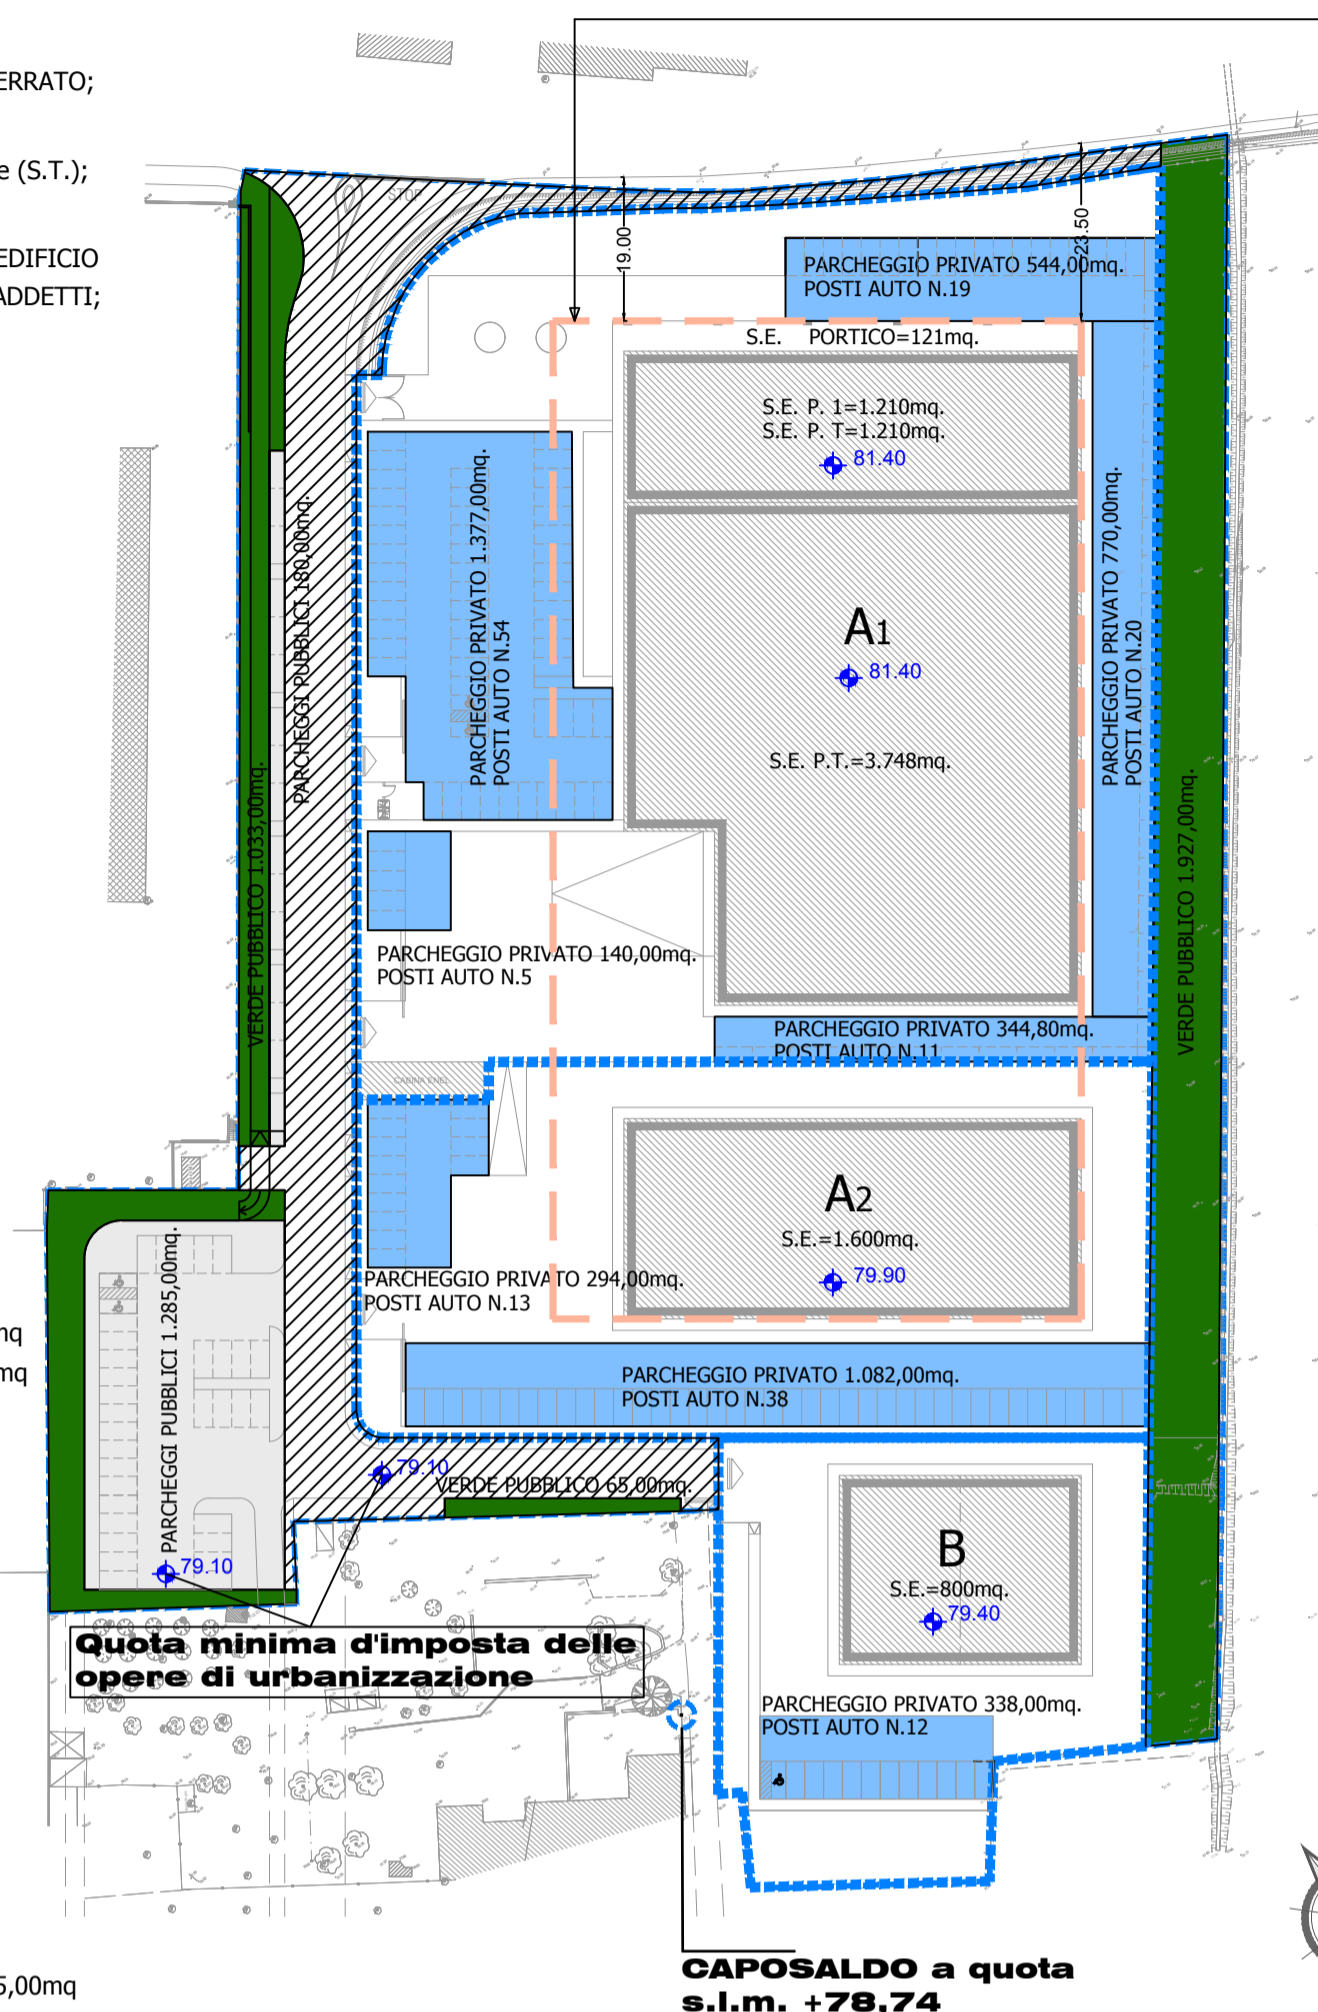 ERRATO;
e (S.T.);
EDIFICIO
ADDETTI;
STOP
19.00
23.50
PARCHEGGIO PRIVATO 544,00mq.
POSTI AUTO N.19
S.E. PORTICO=121mq.
S.E. P. 1=1.210mq.
S.E. P. T=1.210mq.
81.40
PARCHEGGIO PRIVATO 1.377,00mq.
POSTI AUTO N.54
PARCHEGGI PUBBLICI 180,00mq.
VERDE PUBBLICO 1.033,00mq.
A1
81.40
S.E. P.T.=3.748mq.
PARCHEGGIO PRIVATO 770,00mq.
POSTI AUTO N.20
VERDE PUBBLICO 1.927,00mq.
PARCHEGGIO PRIVATO 140,00mq.
POSTI AUTO N.5
PARCHEGGIO PRIVATO 344,80mq.
POSTI AUTO N.11
CABINA ENEL
A2
S.E.=1.600mq.
79.90
PARCHEGGIO PRIVATO 294,00mq.
POSTI AUTO N.13
mq
mq
PARCHEGGI PUBBLICI 1.285,00mq.
79.10
PARCHEGGIO PRIVATO 1.082,00mq.
POSTI AUTO N.38
79.10
VERDE PUBBLICO 65,00mq.
B
S.E.=800mq.
79.40
Quota minima d'imposta delle
opere di urbanizzazione
PARCHEGGIO PRIVATO 338,00mq.
POSTI AUTO N.12
CAPOSALDO a quota
s.l.m. +78,74
5,00mq